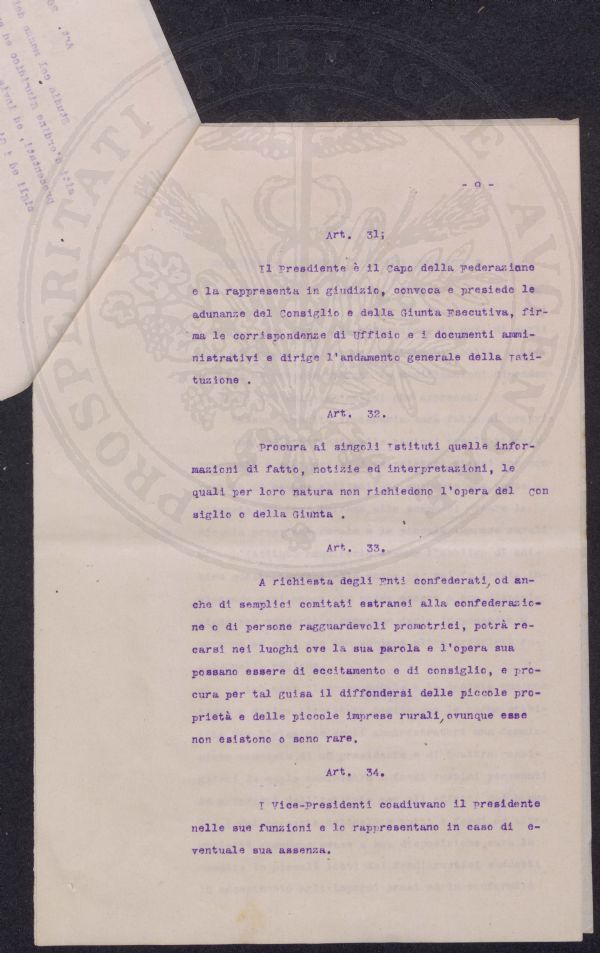 - 9 -
Art. 31;
Il Presdiente è il Capo della Federazione
e la rappresenta in giudizio, convoca e presiede le
adunanze del Consiglio e della Giunta Esecutiva, fir-
ma le corrispondenze di Ufficio e i documenti ammi-
nistrativi e dirige l'andamento generale della Isti-
tuzione .
Art. 32.
Procura ai singoli Istituti quelle infor-
mazioni di fatto, notizie ed interpretazioni, le
quali per loro natura non richiedono l'opera del Con
siglio o della Giunta .
Art. 33.
A richiesta degli Enti confederati, od an-
che di semplici comitati estranei alla confederazio-
ne o di persone ragguardevoli promotrici, potrà re-
carsi nei luoghi ove la sua parola e l'opera sua
possano essere di eccitamento e di consiglio, e pro-
cura per tal guisa il diffondersi delle piccole pro-
prietà e delle piccole imprese rurali, ovunque esse
non esistono o sono rare.
Art. 34.
I Vice-Presidenti coadiuvano il Presidente
nelle sue funzioni e lo rappresentano in caso di e-
ventuale sua assenza.
PROSPERITATI PVBLICAE AVGENDAE